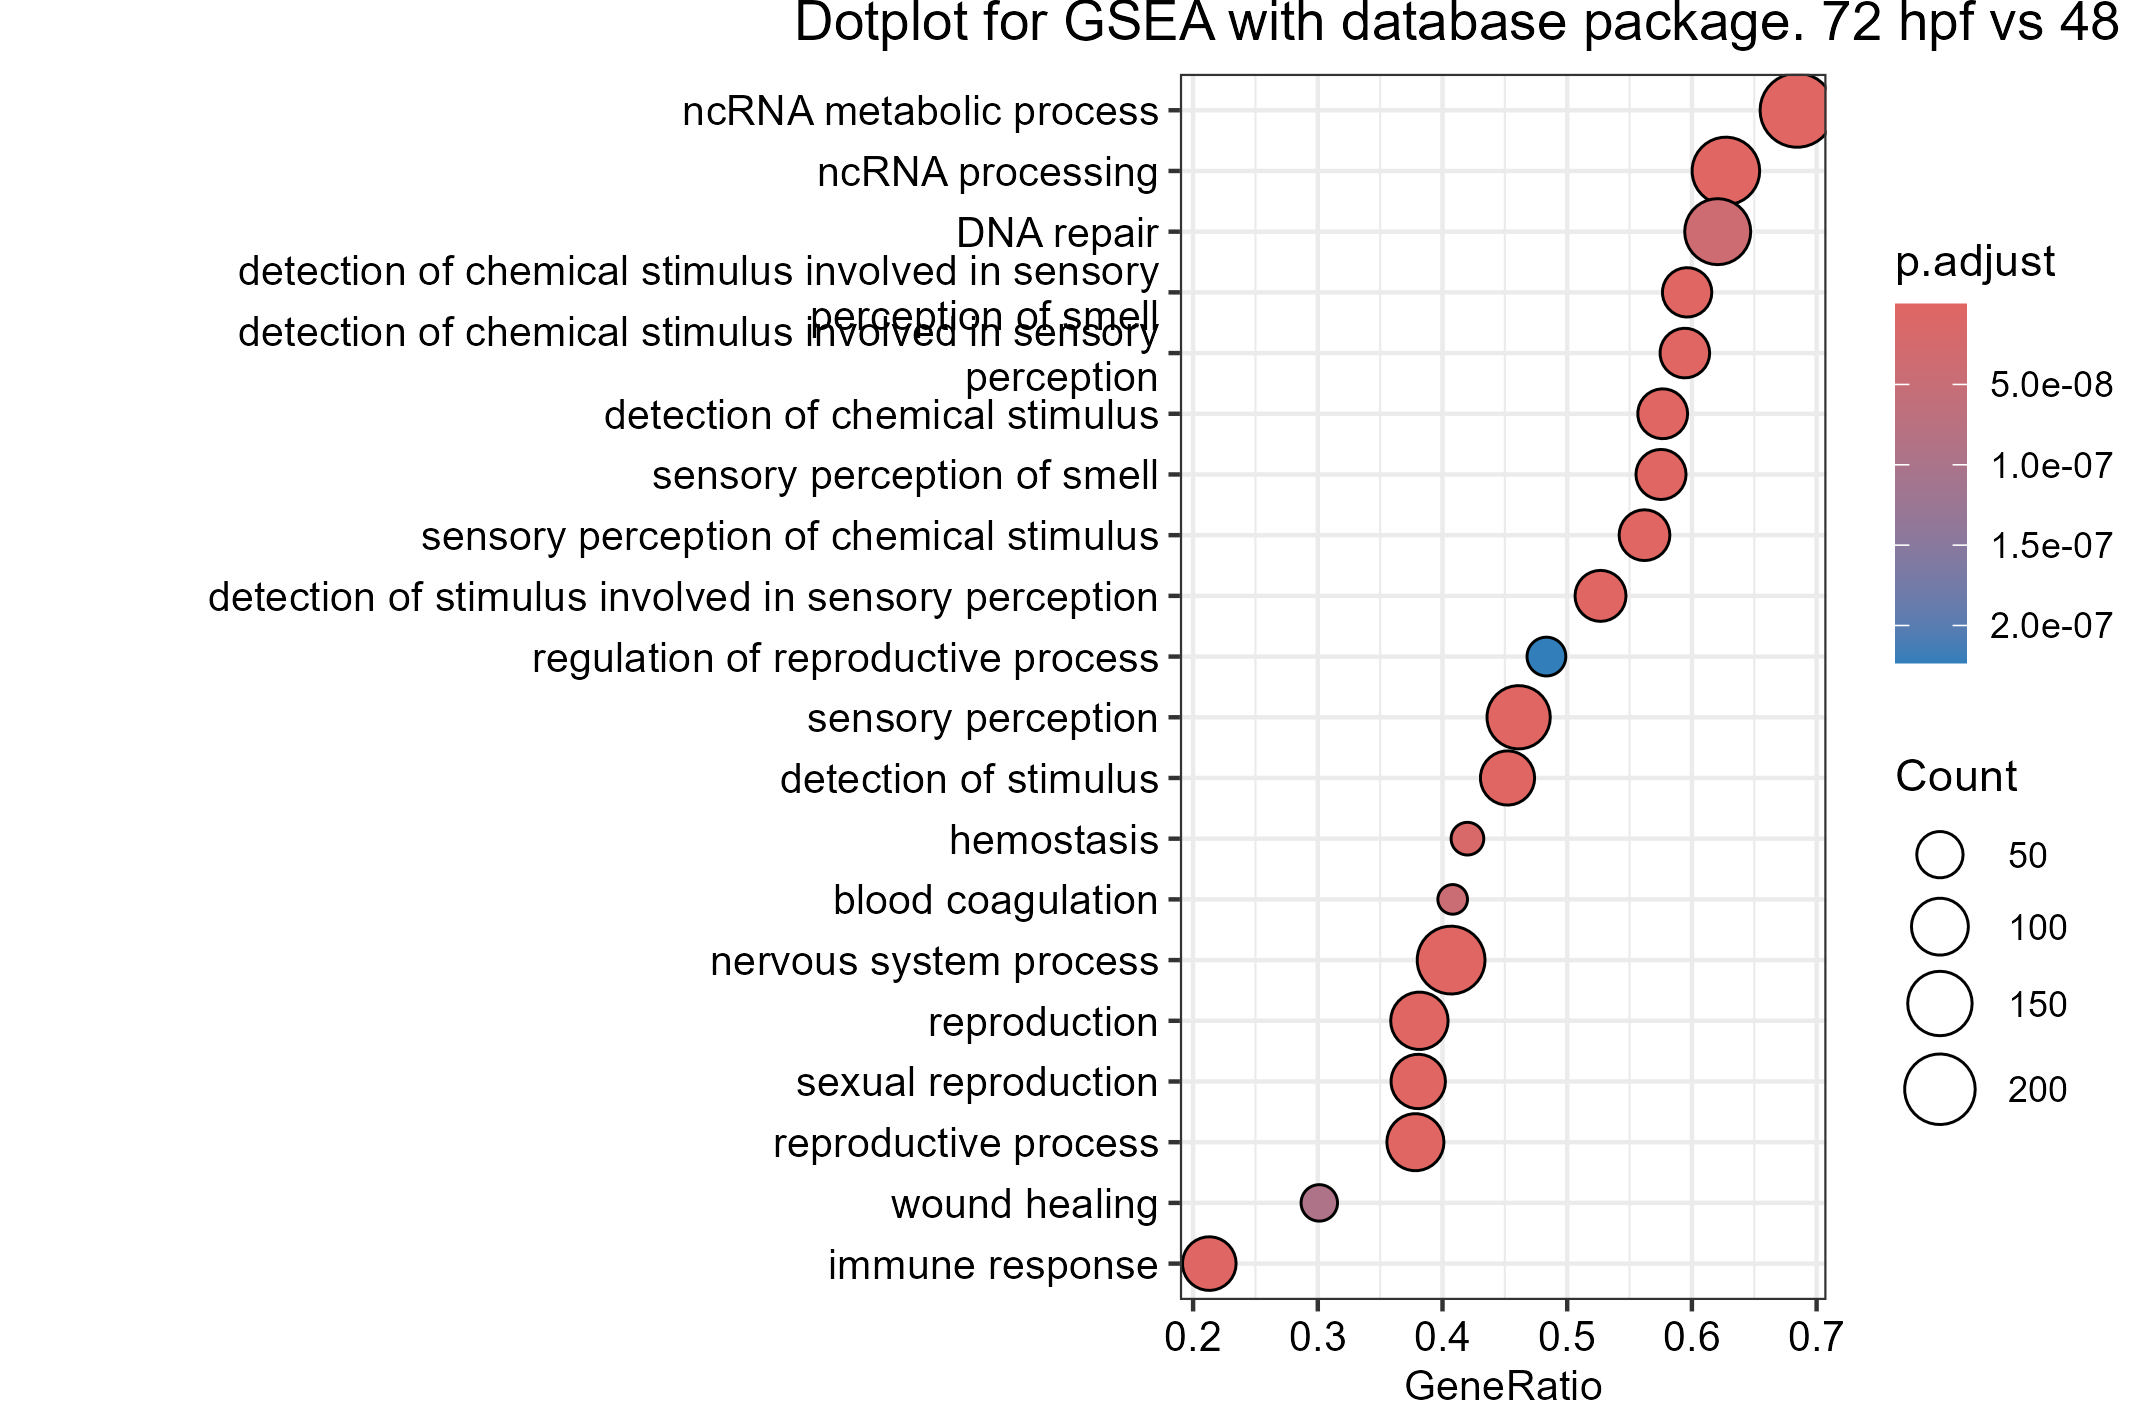 Dotplot for GSEA with database package. 72 hpf vs 48
ncRNA metabolic process
ncRNA processing
DNA repair
detection of chemical stimulus involved in sensory
perception of smell
detection of chemical stimulus involved in sensory
perception
detection of chemical stimulus
sensory perception of smell
sensory perception of chemical stimulus
detection of stimulus involved in sensory perception
regulation of reproductive process
sensory perception
detection of stimulus
hemostasis
blood coagulation
nervous system process
reproduction
sexual reproduction
reproductive process
wound healing
immune response
0.2
0.3
0.4
0.5
0.6
0.7
GeneRatio
p.adjust
5.0e-08
1.0e-07
1.5e-07
2.0e-07
Count
50
100
150
200